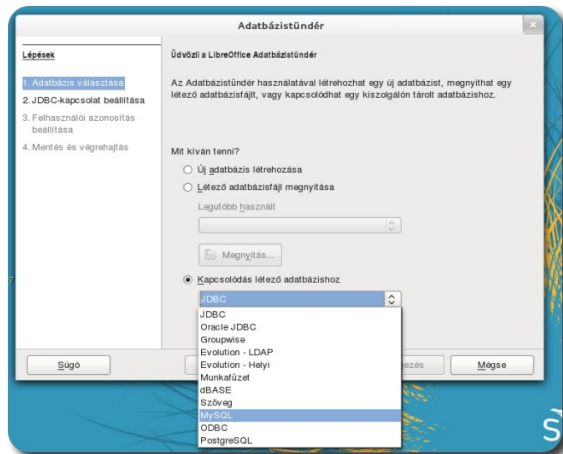 Adatbázistündér
Lépések
1. Adatbázis választása
2. JDBC-kapcsolat beállítása
3. Felhasználói azonosítás
beállítása
4. Mentés és végrehajtás
Üdvözli a LibreOffice Adatbázistündér
Az Adatbázistündér használatával létrehozhat egy új adatbázist, megnyithat egy
létező adatbázisfájlt, vagy kapcsolódhat egy kiszolgálón tárolt adatbázishoz.
Mit kíván tenni?
Új adatbázis létrehozása
Létező adatbázisfájl megnyitása
Legutóbb használt
Megnyitás...
Kapcsolódás létező adatbázishoz
JDBC
JDBC
Oracle JDBC
Groupwise
Evolution - LDAP
Evolution - Helyi
Munkafüzet
dBASE
Szöveg
MySQL
ODBC
PostgreSQL
Súgó
Mégse